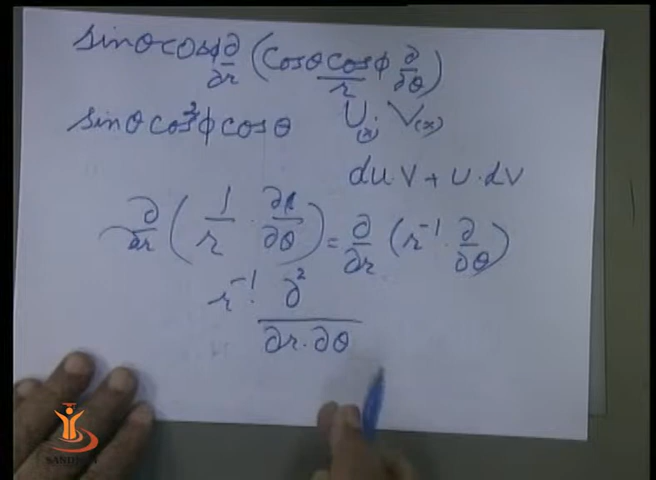 sinθcosϕ ∂/∂r (cosθ cosϕ/r ∂/∂θ)
sinθ cos²ϕ cosθ U(x) · V(x)
du·V + U·dV
∂/∂r (1/r · ∂/∂θ) = ∂/∂r (r⁻¹ · ∂/∂θ)
r⁻¹ · ∂²/∂r·∂θ